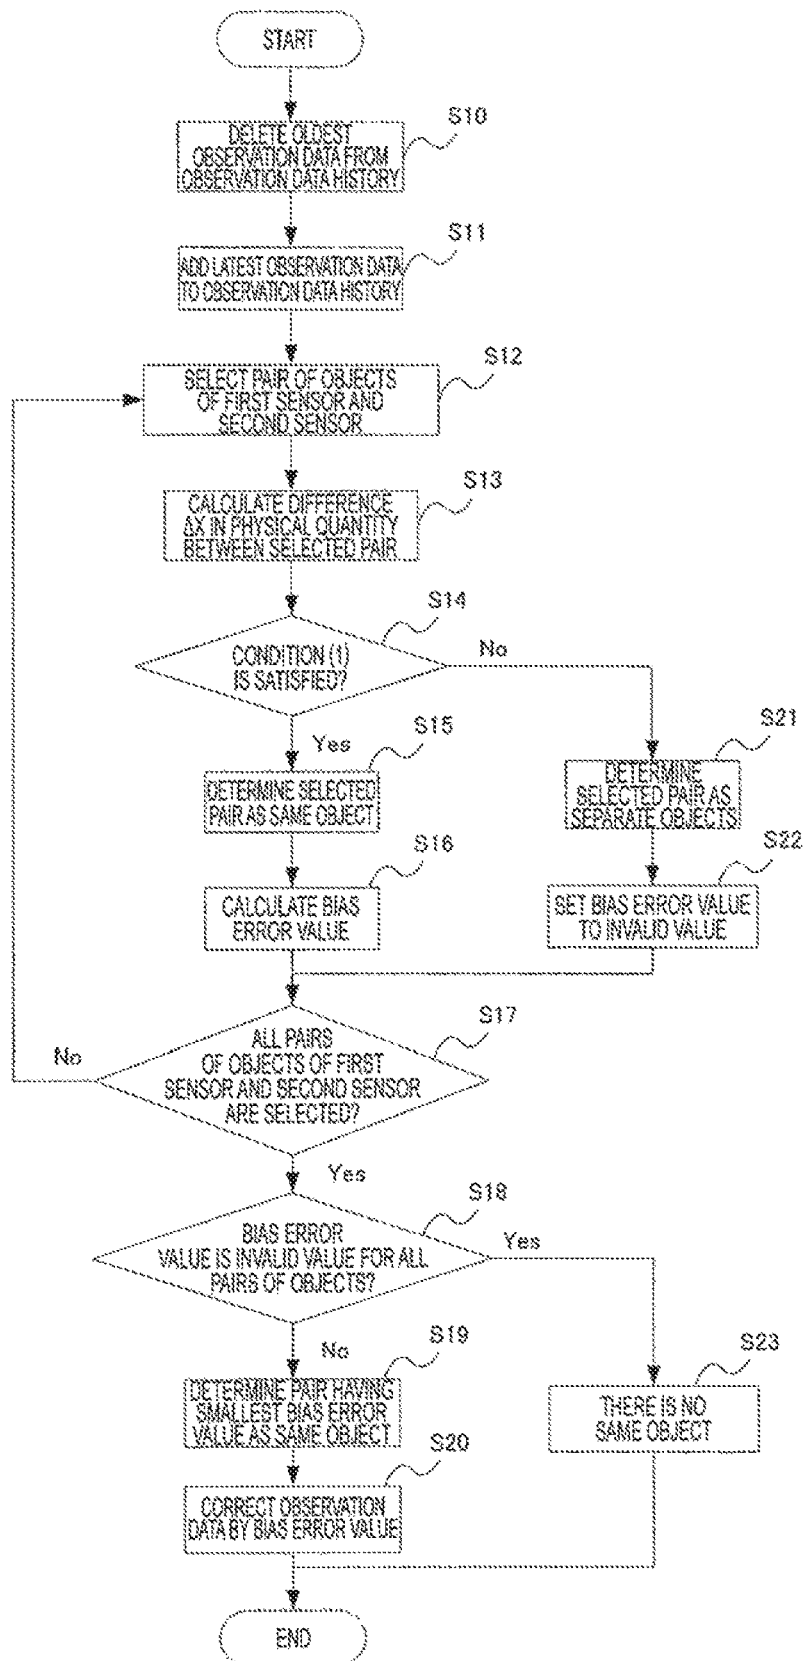 START
S10
DELETE OLDEST
OBSERVATION DATA FROM
OBSERVATION DATA HISTORY
S11
ADD LATEST OBSERVATION DATA
TO OBSERVATION DATA HISTORY
S12
SELECT PAIR OF OBJECTS
OF FIRST SENSOR AND
SECOND SENSOR
S13
CALCULATE DIFFERENCE
ΔX IN PHYSICAL QUANTITY
BETWEEN SELECTED PAIR
S14
CONDITION (1)
IS SATISFIED?
No
Yes
S15
DETERMINE SELECTED
PAIR AS SAME OBJECT
S21
DETERMINE
SELECTED PAIR AS
SEPARATE OBJECTS
S16
CALCULATE BIAS
ERROR VALUE
S22
SET BIAS ERROR VALUE
TO INVALID VALUE
S17
ALL PAIRS
OF OBJECTS OF FIRST
SENSOR AND SECOND SENSOR
ARE SELECTED?
No
Yes
S18
BIAS ERROR
VALUE IS INVALID VALUE FOR ALL
PAIRS OF OBJECTS?
Yes
No
S19
DETERMINE PAIR HAVING
SMALLEST BIAS ERROR
VALUE AS SAME OBJECT
S23
THERE IS NO
SAME OBJECT
S20
CORRECT OBSERVATION
DATA BY BIAS ERROR VALUE
END